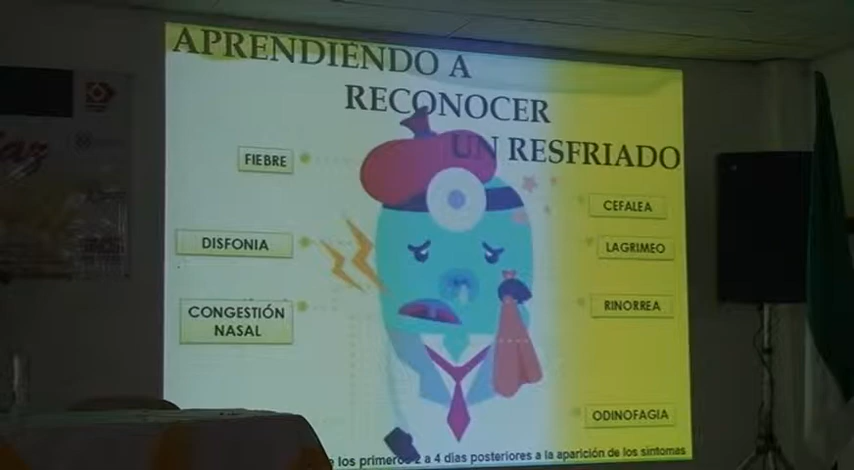 APRENDIENDO A
RECONOCER
UN RESFRIADO
FIEBRE
CEFALEA
DISFONIA
LAGRIMEO
CONGESTIÓN
NASAL
RINORREA
ODINOFAGIA
los primeros 2 a 4 días posteriores a la aparición de los síntomas